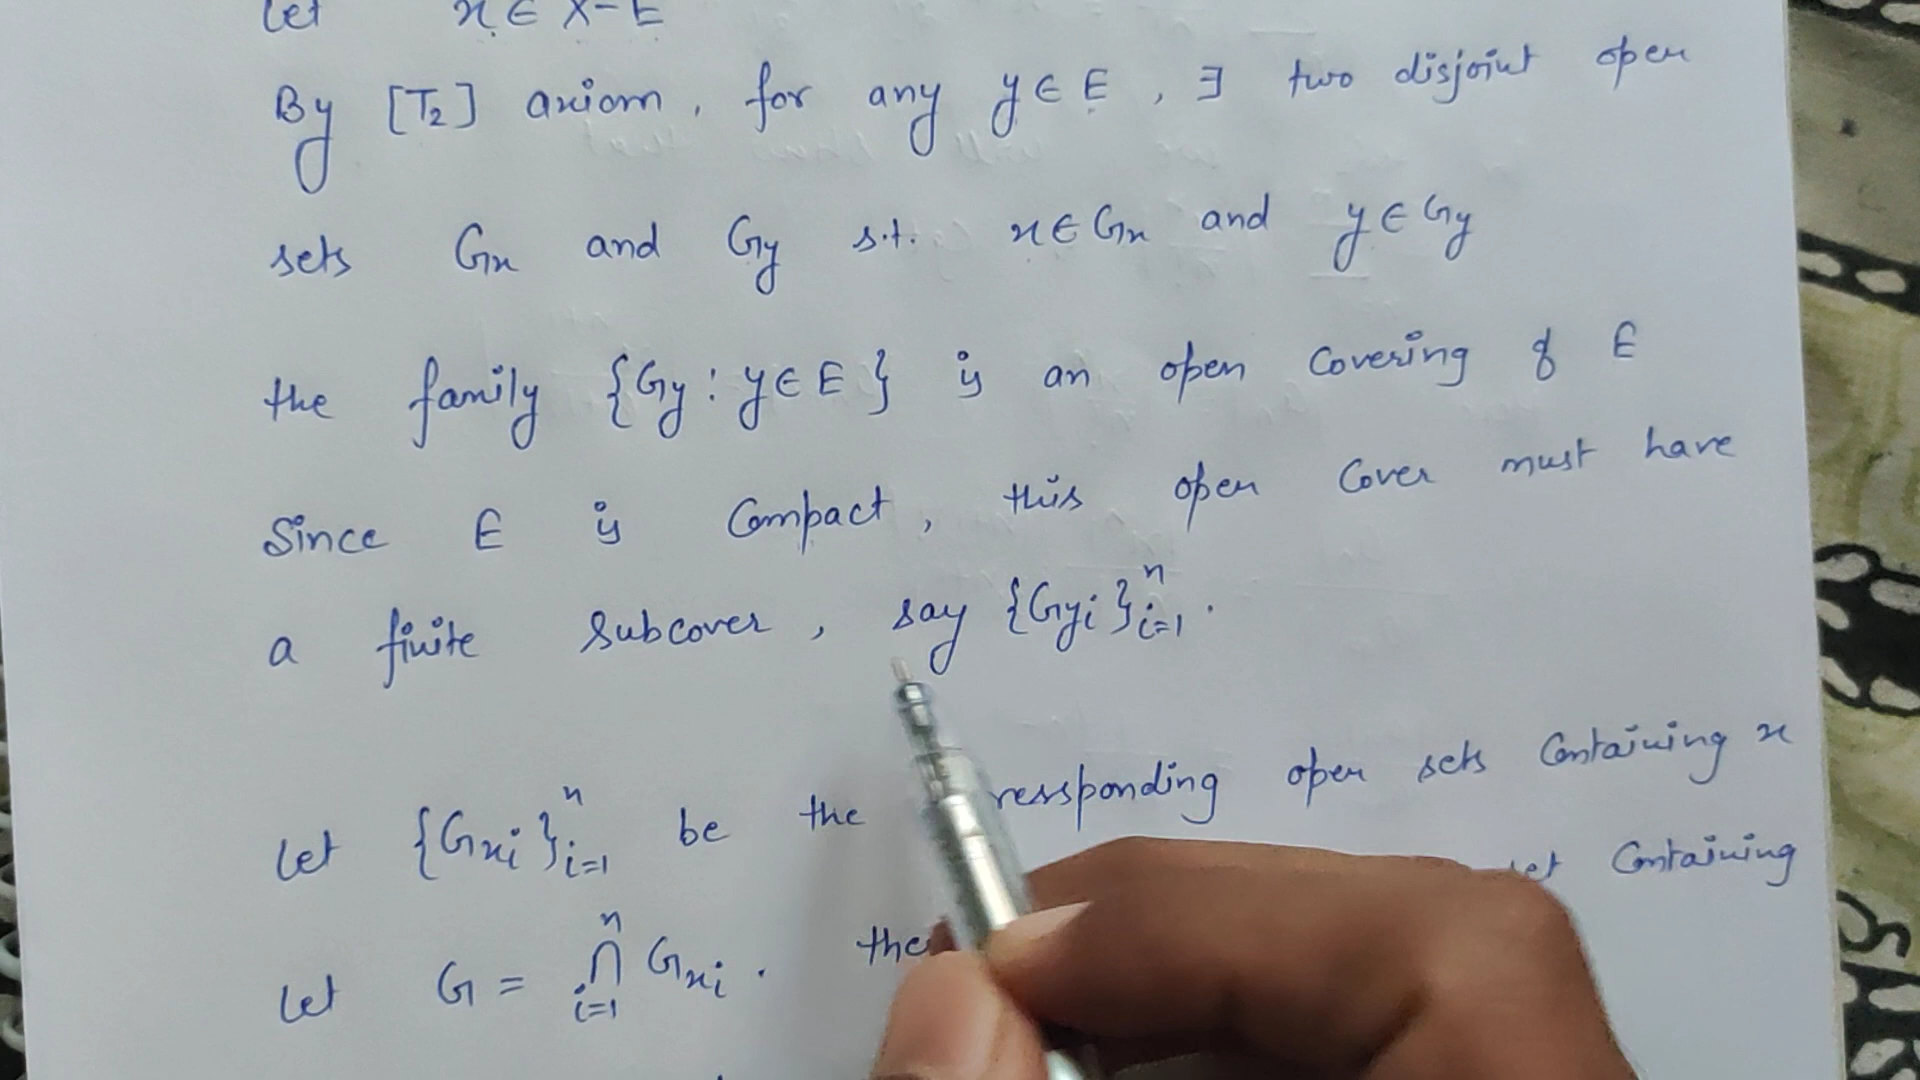 Let x ∈ X-E
By [T₂] axiom, for any y ∈ E, ∃ two disjoint open
sets Gx and Gy s.t. x ∈ Gx and y ∈ Gy
the family {Gy : y ∈ E} is an open covering of E
Since E is Compact, this open Cover must have
a finite Subcover, say {Gyi}ⁿi=1.
Let {Gxi}ⁿi=1 be the ressponding open sets Containing x
Let G = ⁿ∩i=1 Gxi. the set Containing